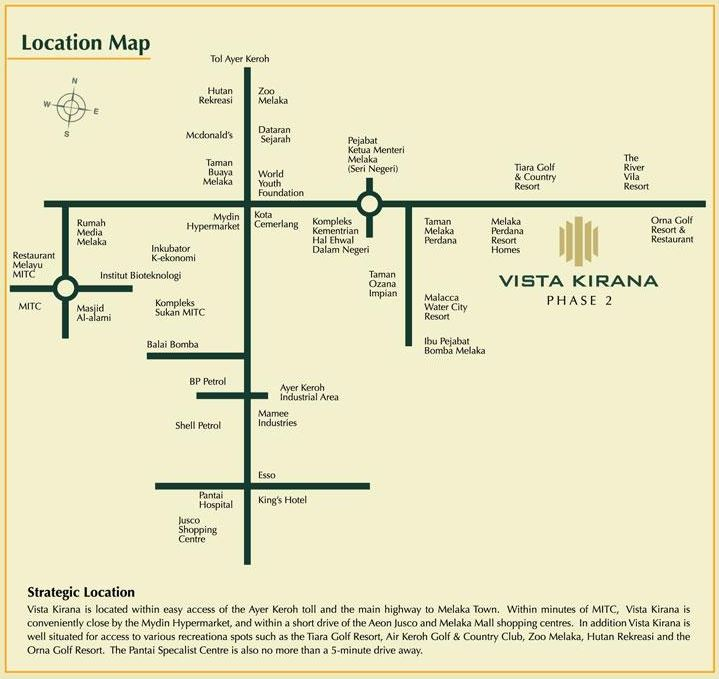 Location Map
Tol Ayer Keroh
N
W
E
S
Hutan
Rekreasi
Zoo
Melaka
Mcdonald's
Dataran
Sejarah
Taman
Buaya
Melaka
World
Youth
Foundation
Pejabat
Ketua Menteri
Melaka
(Seri Negeri)
Tiara Golf
& Country
Resort
The
River
Vila
Resort
Rumah
Media
Melaka
Mydin
Hypermarket
Kota
Cemerlang
Kompleks
Kementrian
Hal Ehwal
Dalam Negeri
Taman
Melaka
Perdana
Melaka
Perdana
Resort
Homes
Orna Golf
Resort &
Restaurant
Restaurant
Melayu
MITC
Inkubator
K-ekonomi
Institut Bioteknologi
Taman
Ozana
Impian
VISTA KIRANA
PHASE 2
MITC
Masjid
Al-alami
Kompleks
Sukan MITC
Malacca
Water City
Resort
Balai Bomba
Ibu Pejabat
Bomba Melaka
BP Petrol
Ayer Keroh
Industrial Area
Shell Petrol
Mamee
Industries
Esso
Pantai
Hospital
King's Hotel
Jusco
Shopping
Centre
Strategic Location
Vista Kirana is located within easy access of the Ayer Keroh toll and the main highway to Melaka Town. Within minutes of MITC, Vista Kirana is
conveniently close by the Mydin Hypermarket, and within a short drive of the Aeon Jusco and Melaka Mall shopping centres. In addition Vista Kirana is
well situated for access to various recreationa spots such as the Tiara Golf Resort, Air Keroh Golf & Country Club, Zoo Melaka, Hutan Rekreasi and the
Orna Golf Resort. The Pantai Specalist Centre is also no more than a 5-minute drive away.